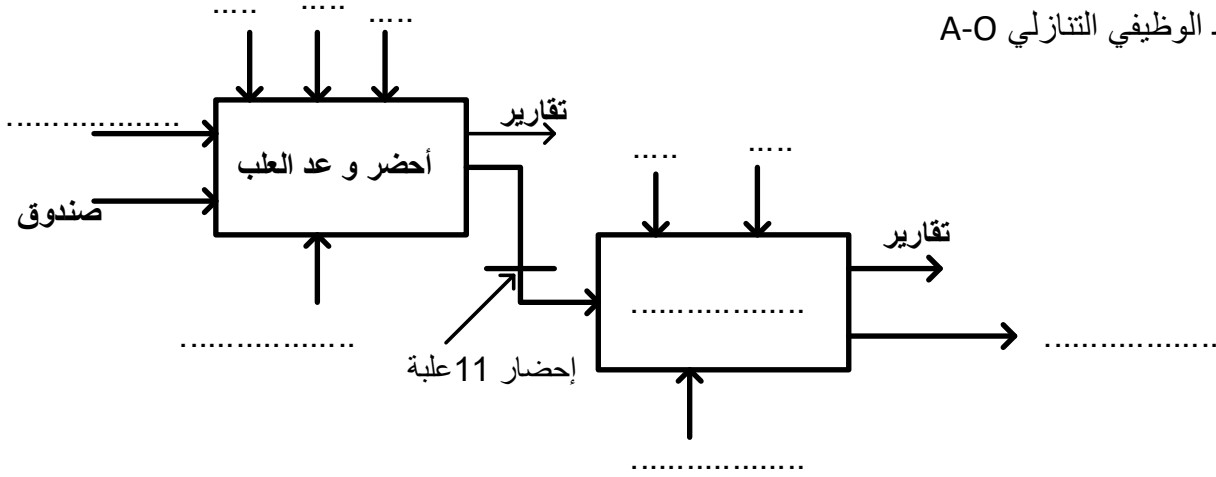 ـ الوظيفي التنازلي A-O
..... ..... .....
..................
تقارير
أحضر و عد العلب
صندوق
..... .....
تقارير
..................
..................
..................
إحضار 11علبة
..................